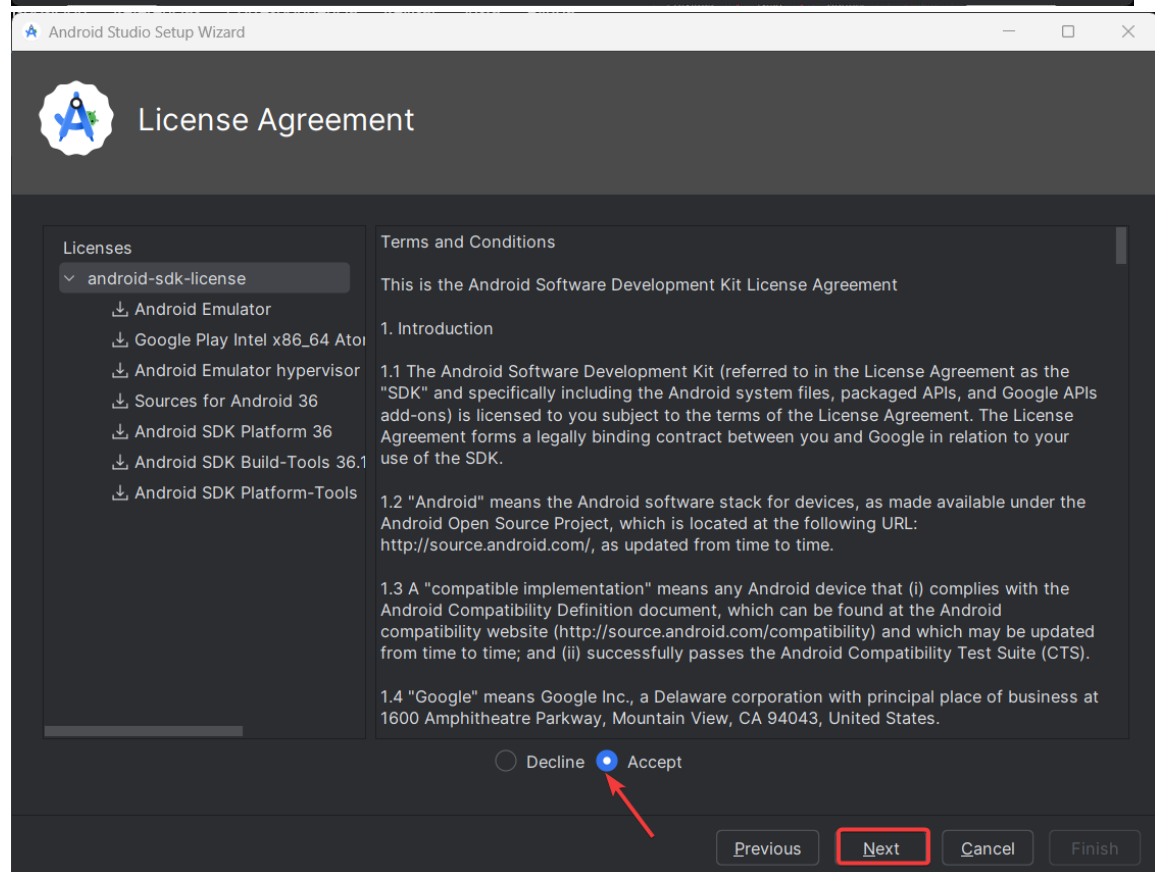 Android Studio Setup Wizard
License Agreement
Licenses
android-sdk-license
Android Emulator
Google Play Intel x86_64 Ato
Android Emulator hypervisor
Sources for Android 36
Android SDK Platform 36
Android SDK Build-Tools 36.1
Android SDK Platform-Tools
Terms and Conditions
This is the Android Software Development Kit License Agreement
1. Introduction
1.1 The Android Software Development Kit (referred to in the License Agreement as the
"SDK" and specifically including the Android system files, packaged APIs, and Google APIs
add-ons) is licensed to you subject to the terms of the License Agreement. The License
Agreement forms a legally binding contract between you and Google in relation to your
use of the SDK.
1.2 "Android" means the Android software stack for devices, as made available under the
Android Open Source Project, which is located at the following URL:
http://source.android.com/, as updated from time to time.
1.3 A "compatible implementation" means any Android device that (i) complies with the
Android Compatibility Definition document, which can be found at the Android
compatibility website (http://source.android.com/compatibility) and which may be updated
from time to time; and (ii) successfully passes the Android Compatibility Test Suite (CTS).
1.4 "Google" means Google Inc., a Delaware corporation with principal place of business at
1600 Amphitheatre Parkway, Mountain View, CA 94043, United States.
Decline Accept
Previous Next Cancel Finish